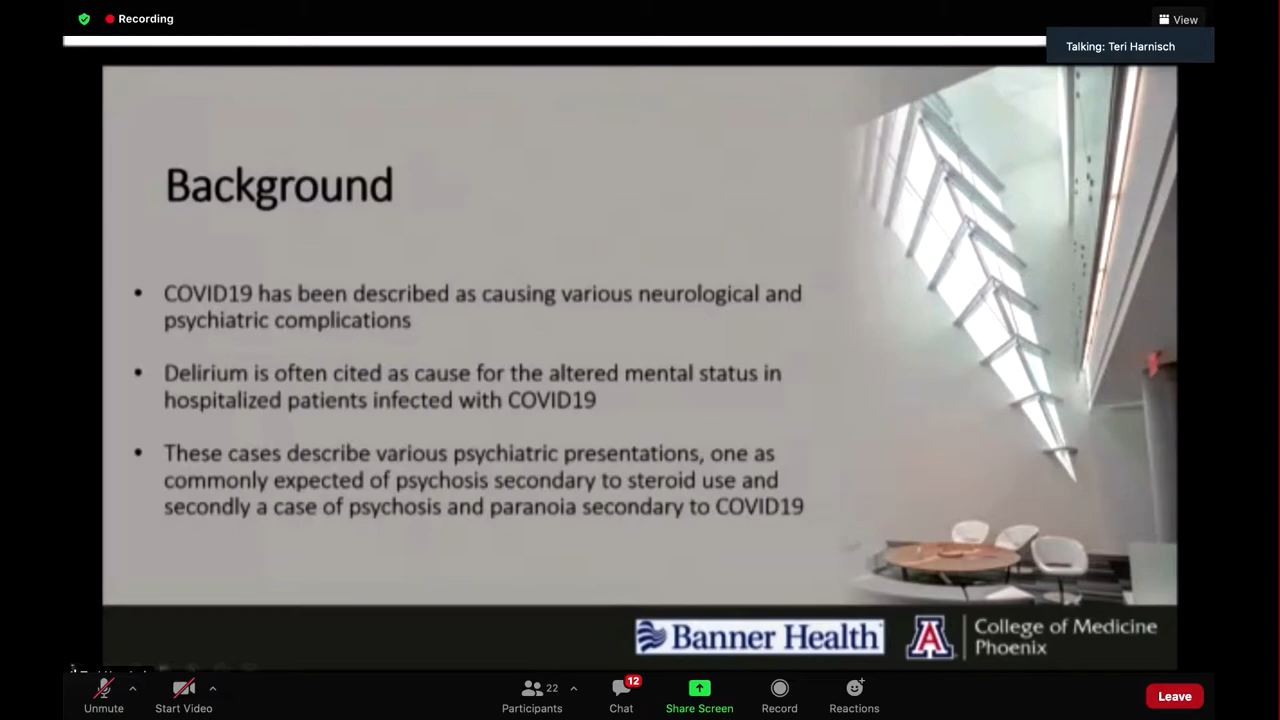 Recording
View
Talking: Teri Harnisch
Background
• COVID19 has been described as causing various neurological and
psychiatric complications
• Delirium is often cited as cause for the altered mental status in
hospitalized patients infected with COVID19
• These cases describe various psychiatric presentations, one as
commonly expected of psychosis secondary to steroid use and
secondly a case of psychosis and paranoia secondary to COVID19
Banner Health
A
College of Medicine
Phoenix
22
12
Unmute
Start Video
Participants
Chat
Share Screen
Record
Reactions
Leave